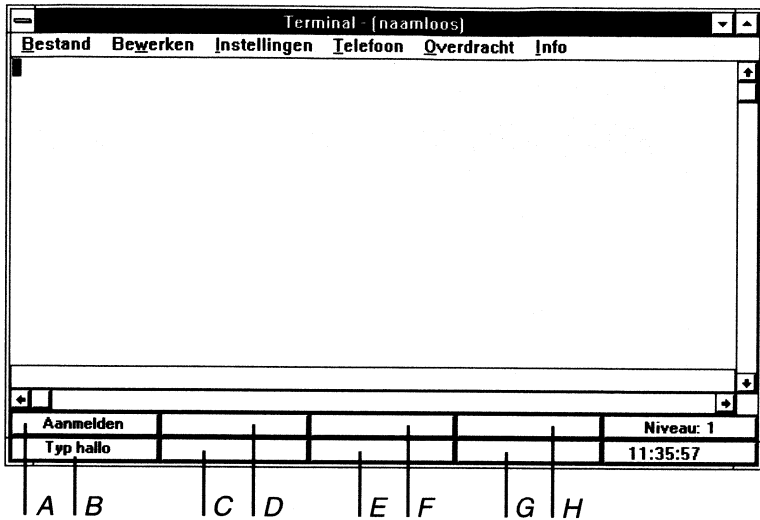 Terminal - (naamloos)
Bestand Bewerken Instellingen Telefoon Overdracht Info
Aanmelden Niveau: 1
Typ hallo 11:35:57
A B C D E F G H